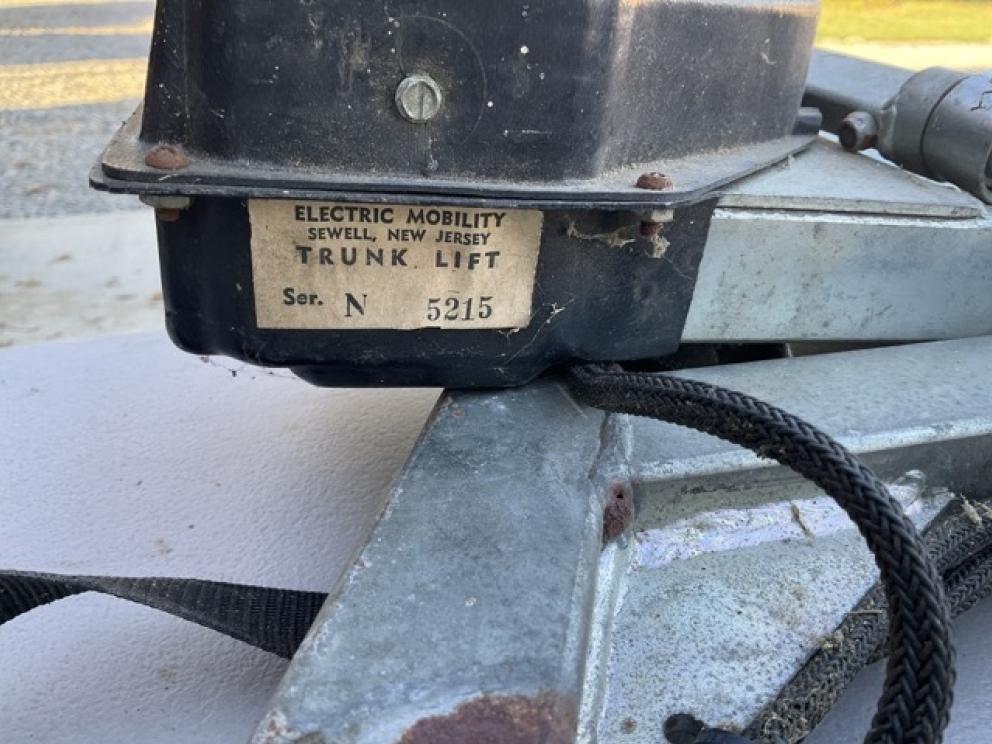 ELECTRIC MOBILITY
SEWELL, NEW JERSEY
TRUNK LIFT
Ser. N 5215